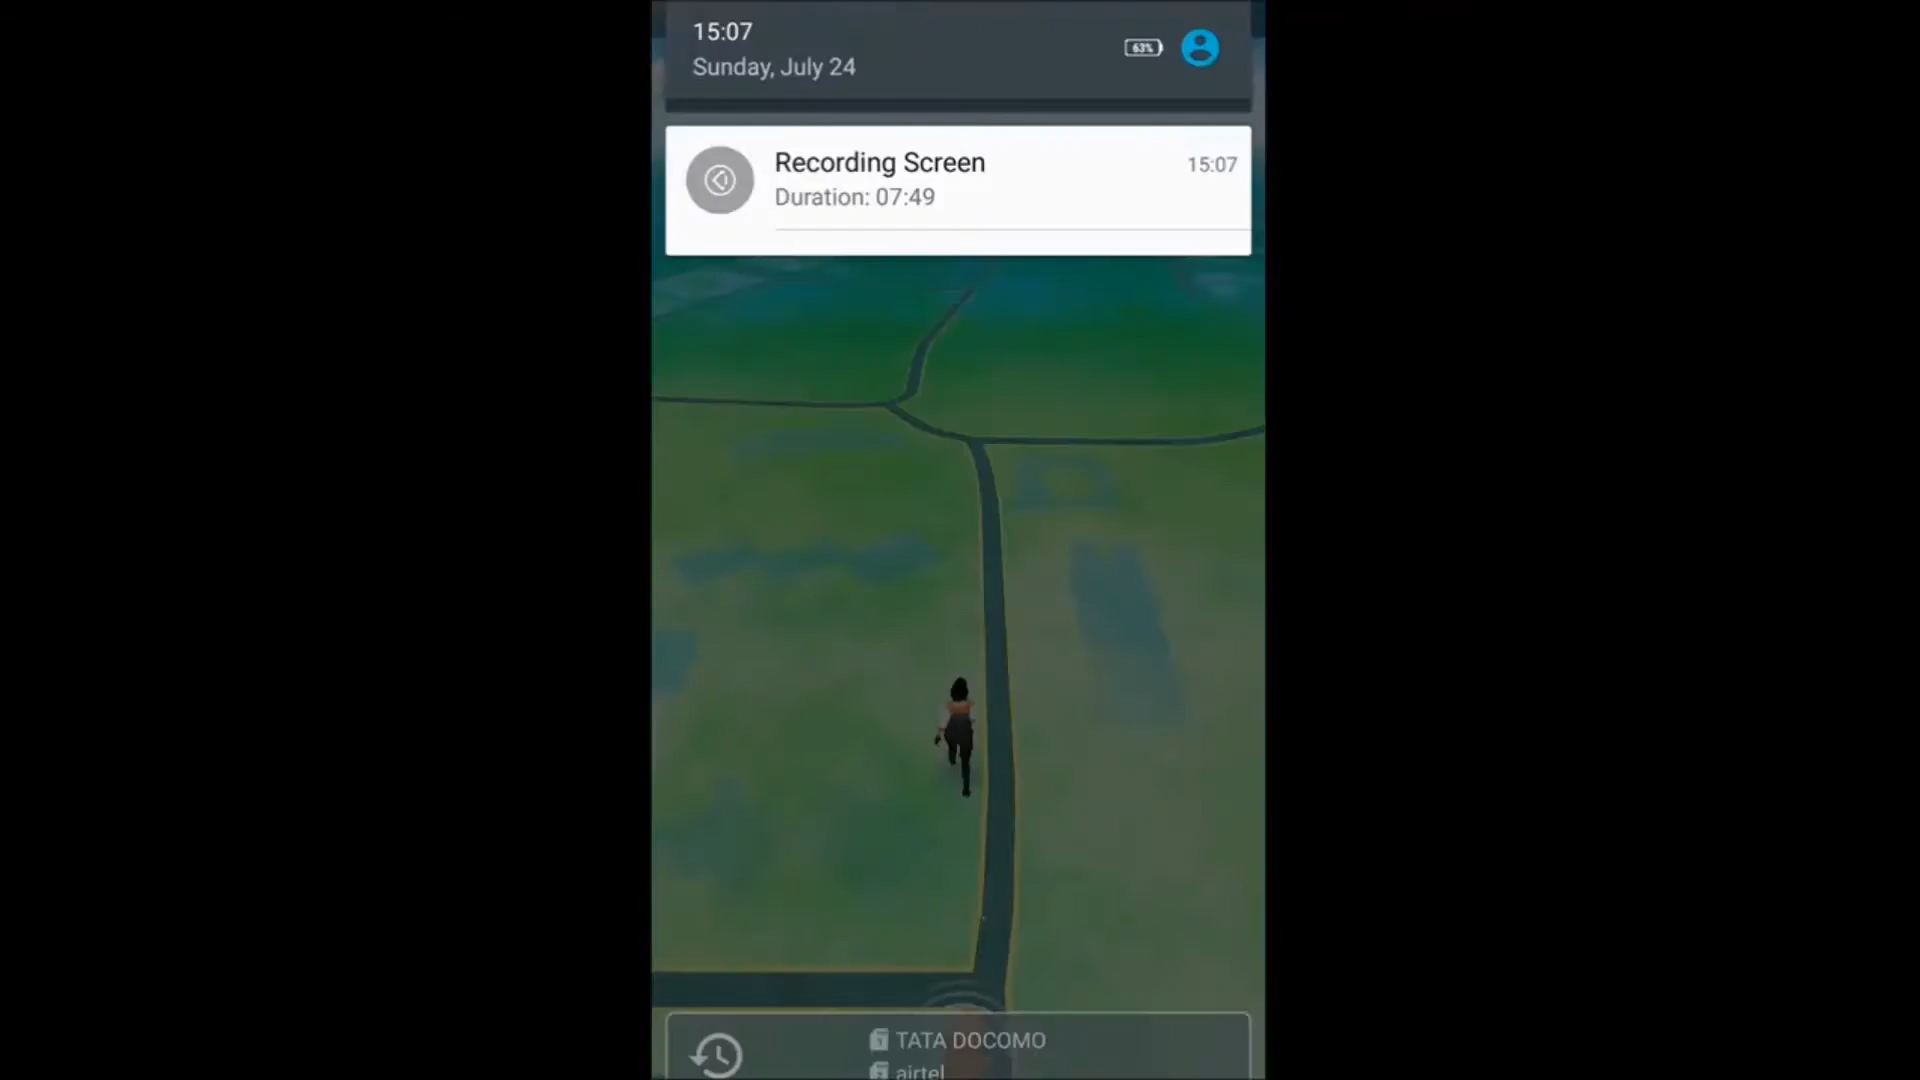 15:07
63%
Sunday, July 24
Recording Screen
15:07
Duration: 07:49
TATA DOCOMO
airtel